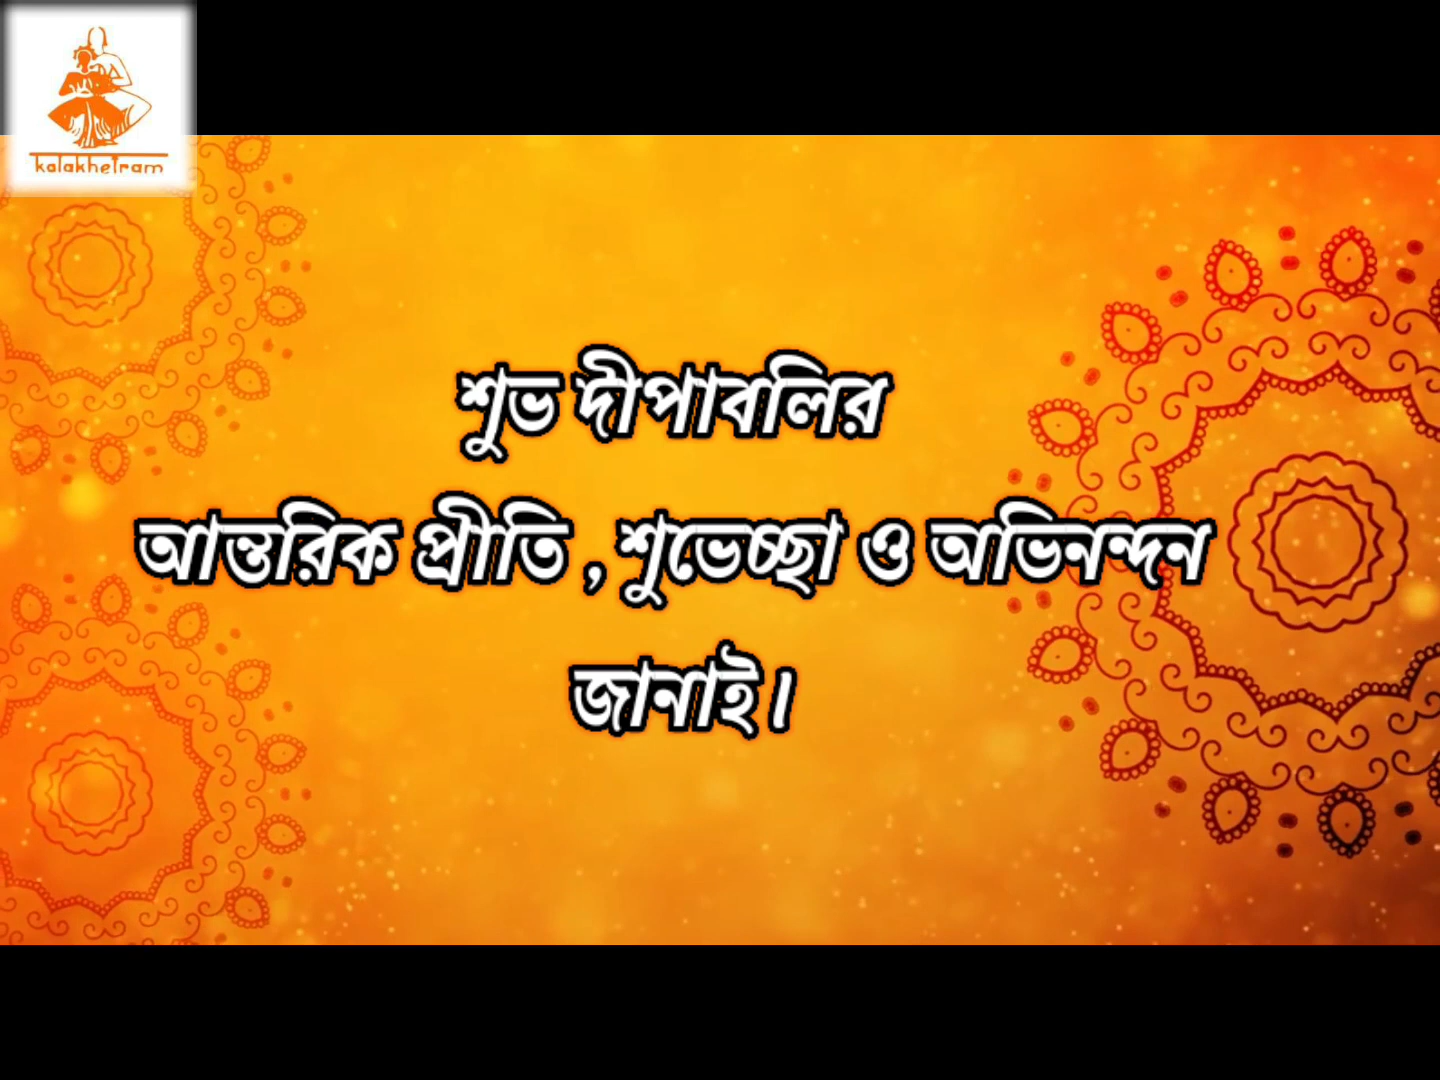 kalakhetram
শুভ দীপাবলির
আন্তরিক প্রীতি , শুভেচ্ছা ও অভিনন্দন
জানাই।